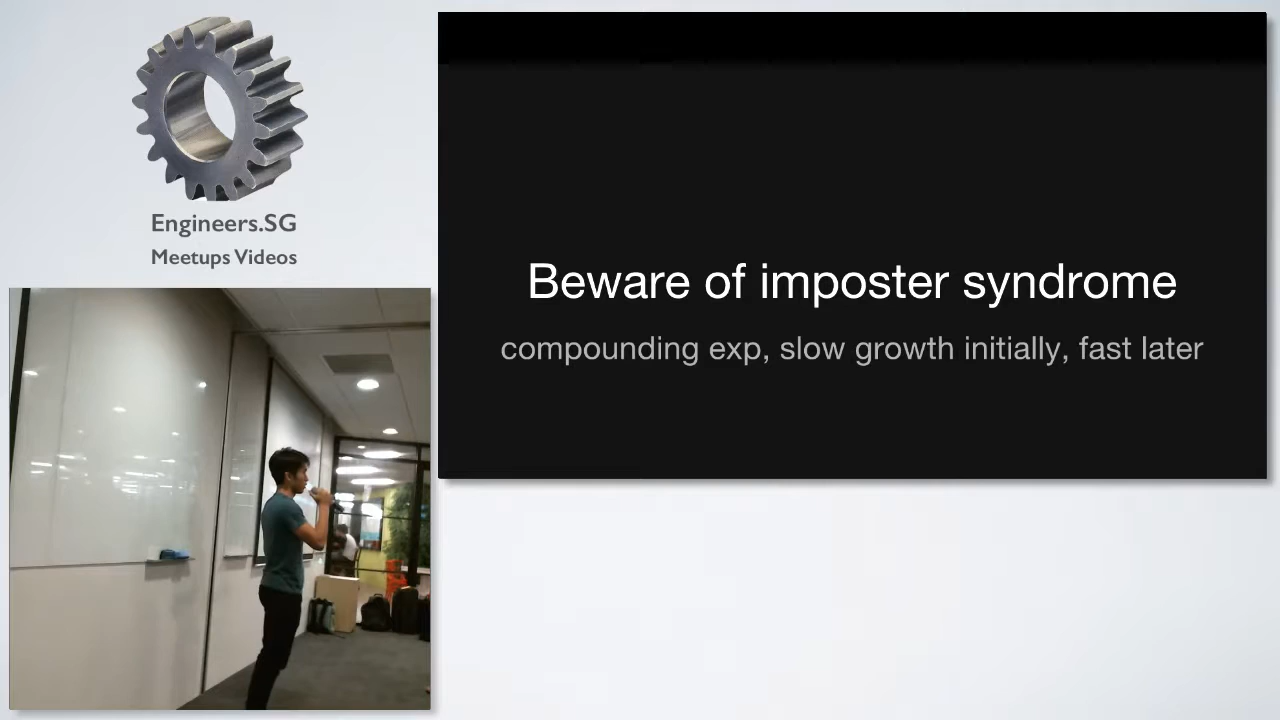 Engineers.SG
Meetups Videos
Beware of imposter syndrome
compounding exp, slow growth initially, fast later